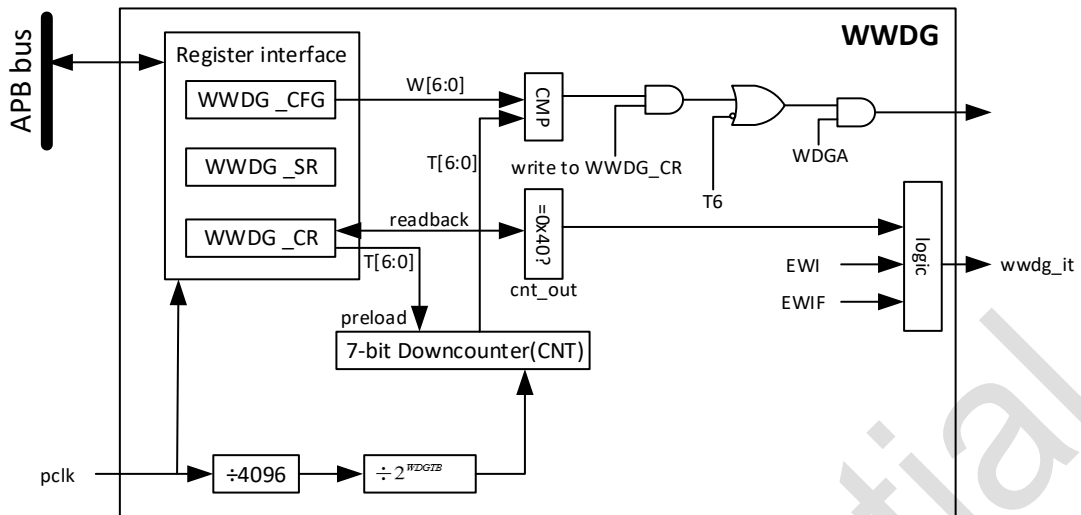 WWDG
APB bus
Register interface
WWDG _CFG
W[6:0]
CMP
write to WWDG_CR
WDGA
T6
T[6:0]
WWDG _SR
readback
=0x40?
cnt_out
WWDG _CR
T[6:0]
logic
EWI
EWIF
wwdg_it
preload
7-bit Downcounter(CNT)
pclk
÷4096
÷2^WDGTB
tial